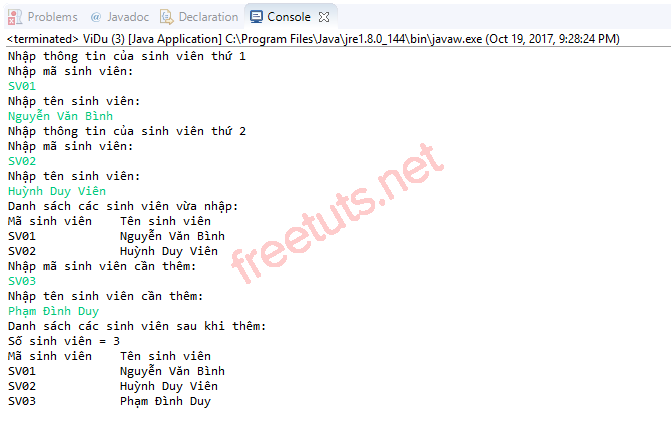 Problems @ Javadoc Declaration Console
<terminated> ViDu (3) [Java Application] C:\Program Files\Java\jre1.8.0_144\bin\javaw.exe (Oct 19, 2017, 9:28:24 PM)
Nhập thông tin của sinh viên thứ 1
Nhập mã sinh viên:
SV01
Nhập tên sinh viên:
Nguyễn Văn Bình
Nhập thông tin của sinh viên thứ 2
Nhập mã sinh viên:
SV02
Nhập tên sinh viên:
Huỳnh Duy Viên
Danh sách các sinh viên vừa nhập:
Mã sinh viên Tên sinh viên
SV01 Nguyễn Văn Bình
SV02 Huỳnh Duy Viên
Nhập mã sinh viên cần thêm:
SV03
Nhập tên sinh viên cần thêm:
Phạm Đình Duy
Danh sách các sinh viên sau khi thêm:
Số sinh viên = 3
Mã sinh viên Tên sinh viên
SV01 Nguyễn Văn Bình
SV02 Huỳnh Duy Viên
SV03 Phạm Đình Duy
freetuts.net